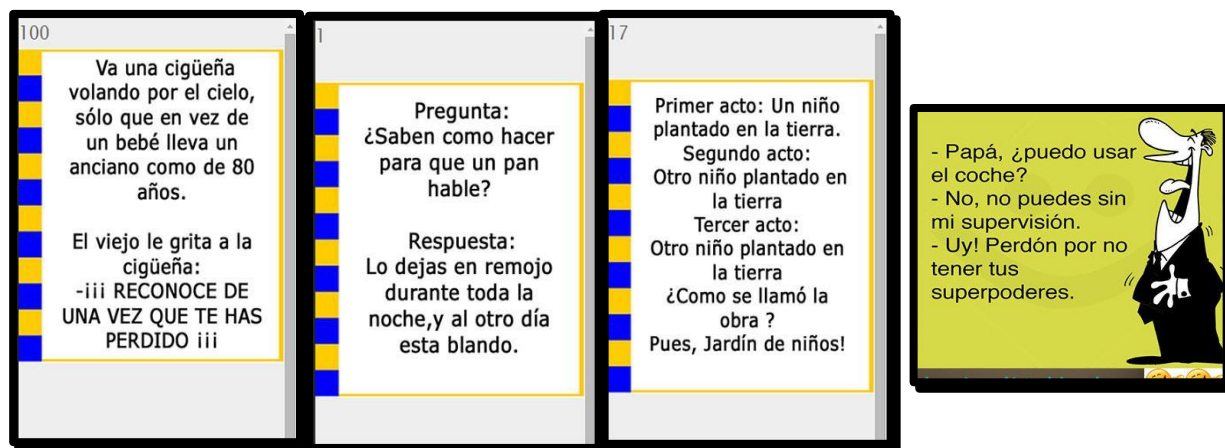 100
Va una cigüeña
volando por el cielo,
sólo que en vez de
un bebé lleva un
anciano como de 80
años.
El viejo le grita a la
cigüeña:
-¡¡¡ RECONOCE DE
UNA VEZ QUE TE HAS
PERDIDO ¡¡¡
1
Pregunta:
¿Saben como hacer
para que un pan
hable?
Respuesta:
Lo dejas en remojo
durante toda la
noche,y al otro día
esta blando.
17
Primer acto: Un niño
plantado en la tierra.
Segundo acto:
Otro niño plantado en
la tierra
Tercer acto:
Otro niño plantado en
la tierra
¿Como se llamó la
obra ?
Pues, Jardín de niños!
- Papá, ¿puedo usar
el coche?
- No, no puedes sin
mi supervisión.
- Uy! Perdón por no
tener tus
superpoderes.